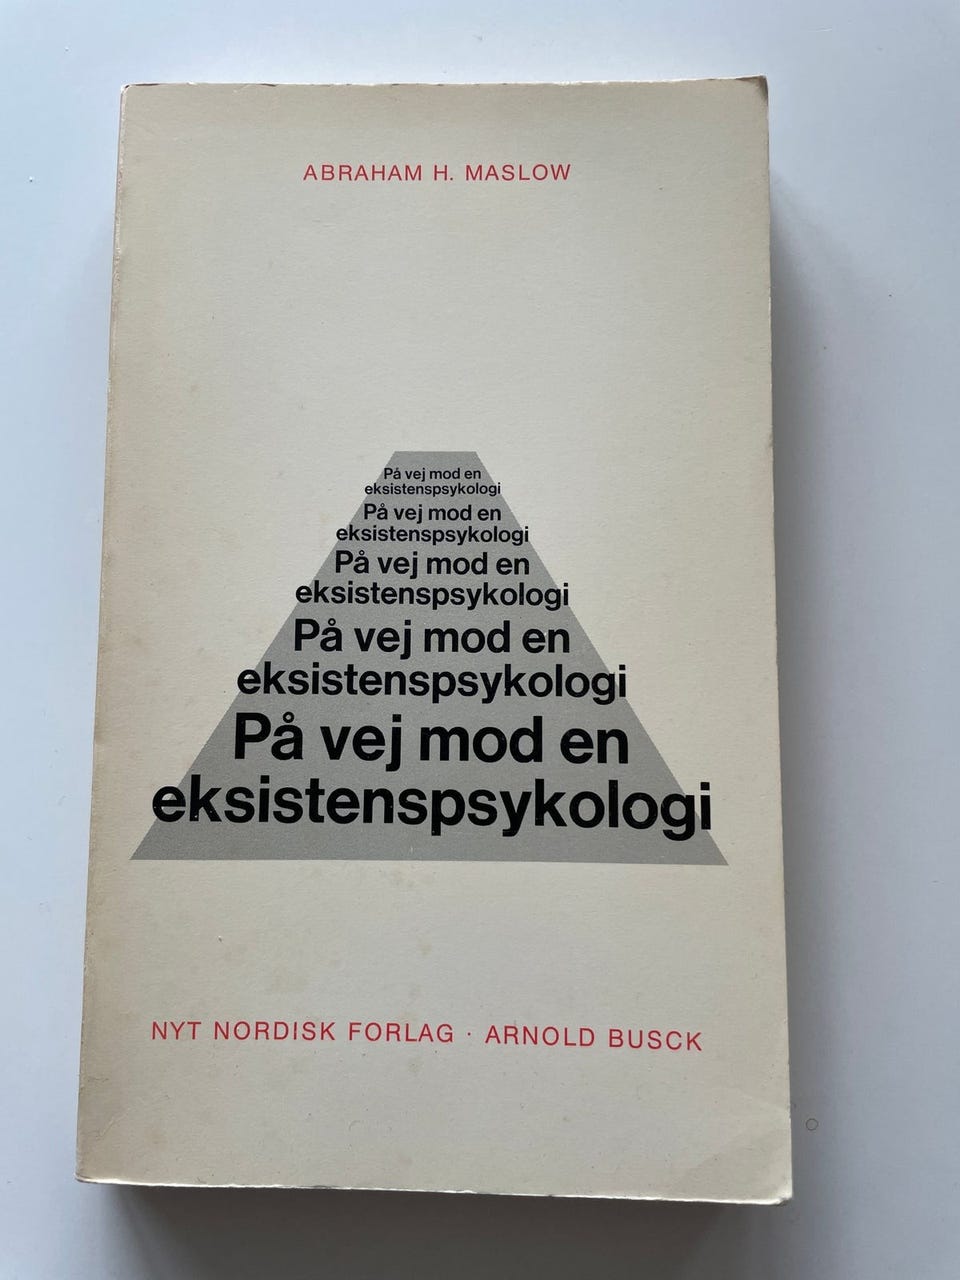 ABRAHAM H. MASLOW
På vej mod en
eksistenspsykologi
På vej mod en
eksistenspsykologi
På vej mod en
eksistenspsykologi
På vej mod en
eksistenspsykologi
På vej mod en
eksistenspsykologi
NYT NORDISK FORLAG · ARNOLD BUSCK